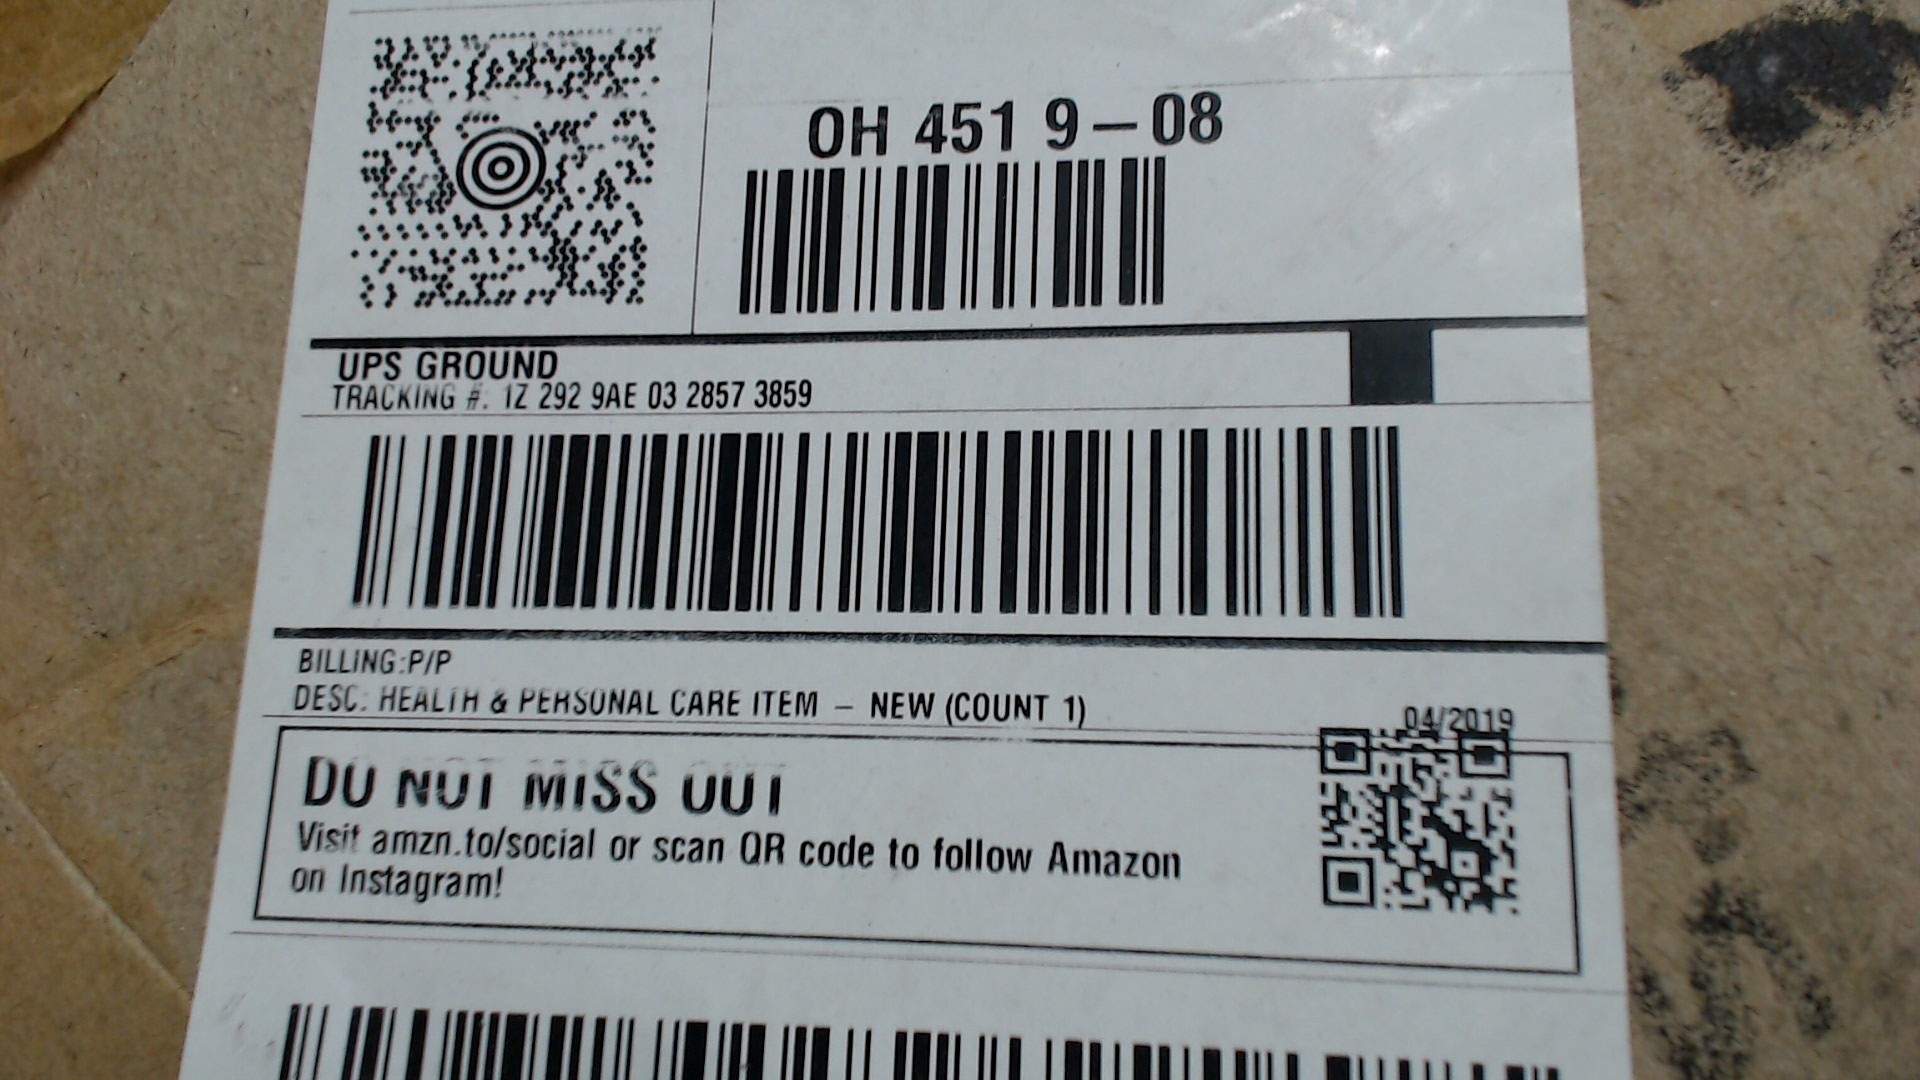 OH 451 9-08
UPS GROUND
TRACKING #: 1Z 292 9AE 03 2857 3859
BILLING:P/P
DESC: HEALTH & PERSONAL CARE ITEM - NEW (COUNT 1)
04/2019
DO NOT MISS OUT
Visit amzn.to/social or scan QR code to follow Amazon
on Instagram!